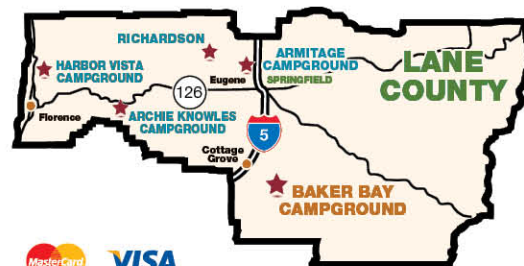 RICHARDSON
HARBOR VISTA
CAMPGROUND
Eugene
ARMITAGE
CAMPGROUND
SPRINGFIELD
LANE
COUNTY
126
Florence
ARCHIE KNOWLES
CAMPGROUND
5
Cottage
Grove
BAKER BAY
CAMPGROUND
MasterCard
VISA